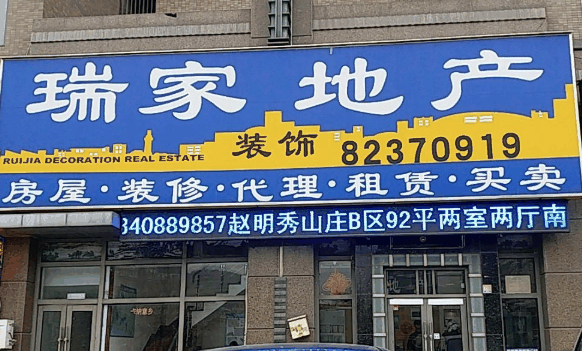 瑞家地产
RUIJIA DECORATION REAL ESTATE 装饰 82370919
房屋·装修·代理·租赁·买卖
340889857赵明秀山庄B区92平两室两厅南